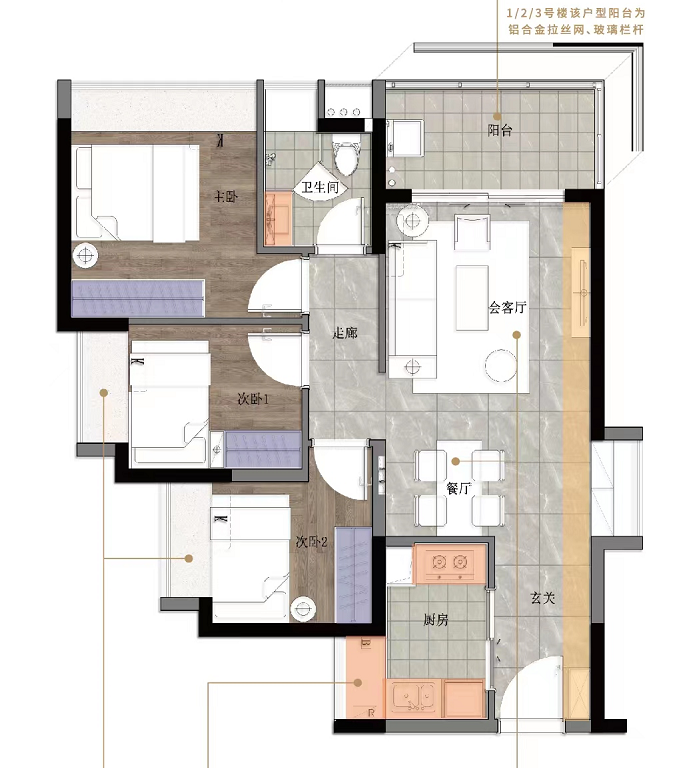 1/2/3号楼该户型阳台为
铝合金拉丝网、玻璃栏杆
阳台
卫生间
主卧
会客厅
走廊
次卧1
餐厅
次卧2
玄关
厨房
R